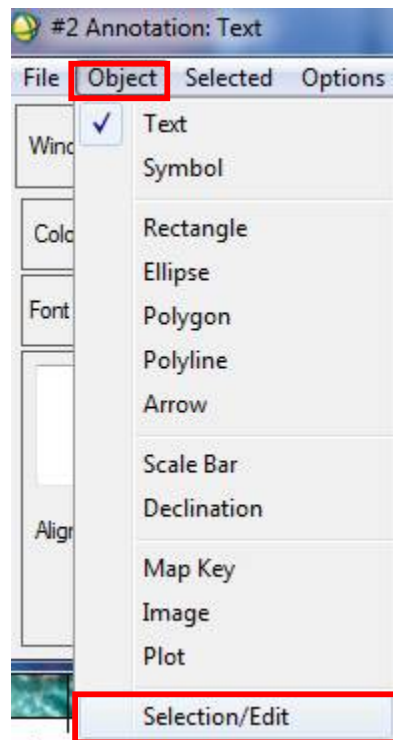 #2 Annotation: Text
File Object Selected Options
Text
Symbol
Rectangle
Ellipse
Font
Polygon
Polyline
Arrow
Scale Bar
Declination
Map Key
Image
Plot
Selection/Edit